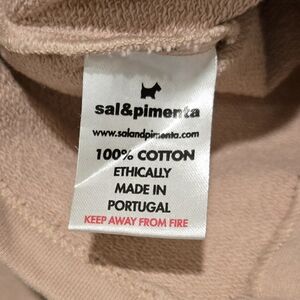 sal&pimenta
www.salandpimenta.com
100% COTTON
ETHICALLY
MADE IN
PORTUGAL
KEEP AWAY FROM FIRE